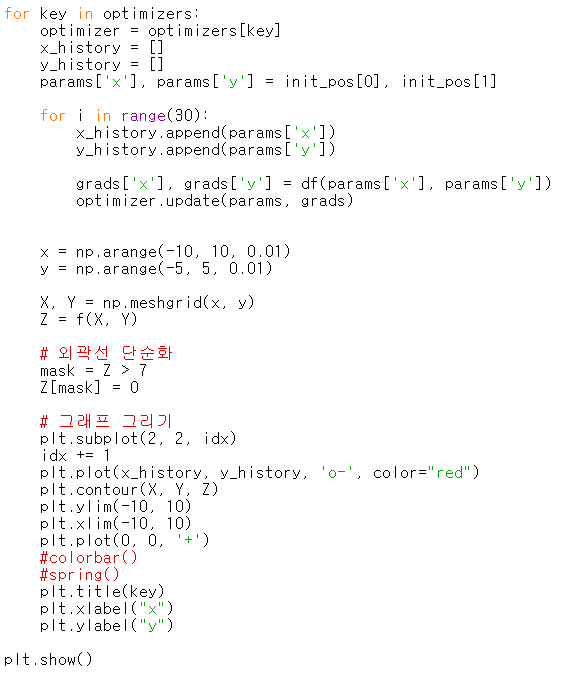 for key in optimizers:
    optimizer = optimizers[key]
    x_history = []
    y_history = []
    params['x'], params['y'] = init_pos[0], init_pos[1]

    for i in range(30):
        x_history.append(params['x'])
        y_history.append(params['y'])

        grads['x'], grads['y'] = df(params['x'], params['y'])
        optimizer.update(params, grads)


    x = np.arange(-10, 10, 0.01)
    y = np.arange(-5, 5, 0.01)

    X, Y = np.meshgrid(x, y)
    Z = f(X, Y)

    # 외곽선 단순화
    mask = Z > 7
    Z[mask] = 0

    # 그래프 그리기
    plt.subplot(2, 2, idx)
    idx += 1
    plt.plot(x_history, y_history, 'o-', color="red")
    plt.contour(X, Y, Z)
    plt.ylim(-10, 10)
    plt.xlim(-10, 10)
    plt.plot(0, 0, '+')
    #colorbar()
    #spring()
    plt.title(key)
    plt.xlabel("x")
    plt.ylabel("y")

plt.show()